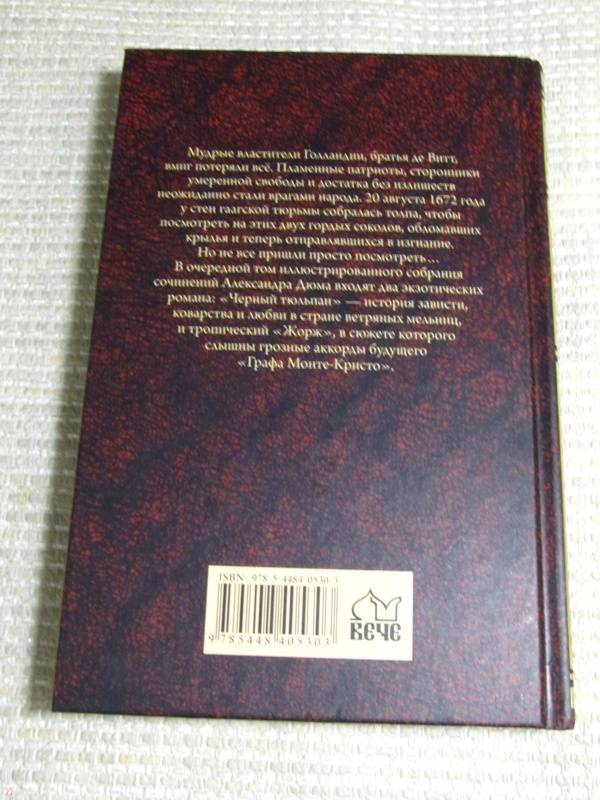 Мудрые властители Голландии, братья де Витт,
вмиг потеряли всё. Пламенные патриоты, сторонники
умеренной свободы и достатка без излишеств
неожиданно стали врагами народа. 20 августа 1672 года
у стен гаагской тюрьмы собралась толпа, чтобы
посмотреть на этих двух гордых соколов, обломавших
крылья и теперь отправлявшихся в изгнание.
Но не все пришли просто посмотреть...
В очередной том иллюстрированного собрания
сочинений Александра Дюма входят два экзотических
романа: «Черный тюльпан» — история зависти,
коварства и любви в стране ветряных мельниц,
и тропический «Жорж», в сюжете которого
слышны грозные аккорды будущего
«Графа Монте-Кристо».
ISBN 978-5-4484-0530-3
9 785448 405303
ВЕЧЕ